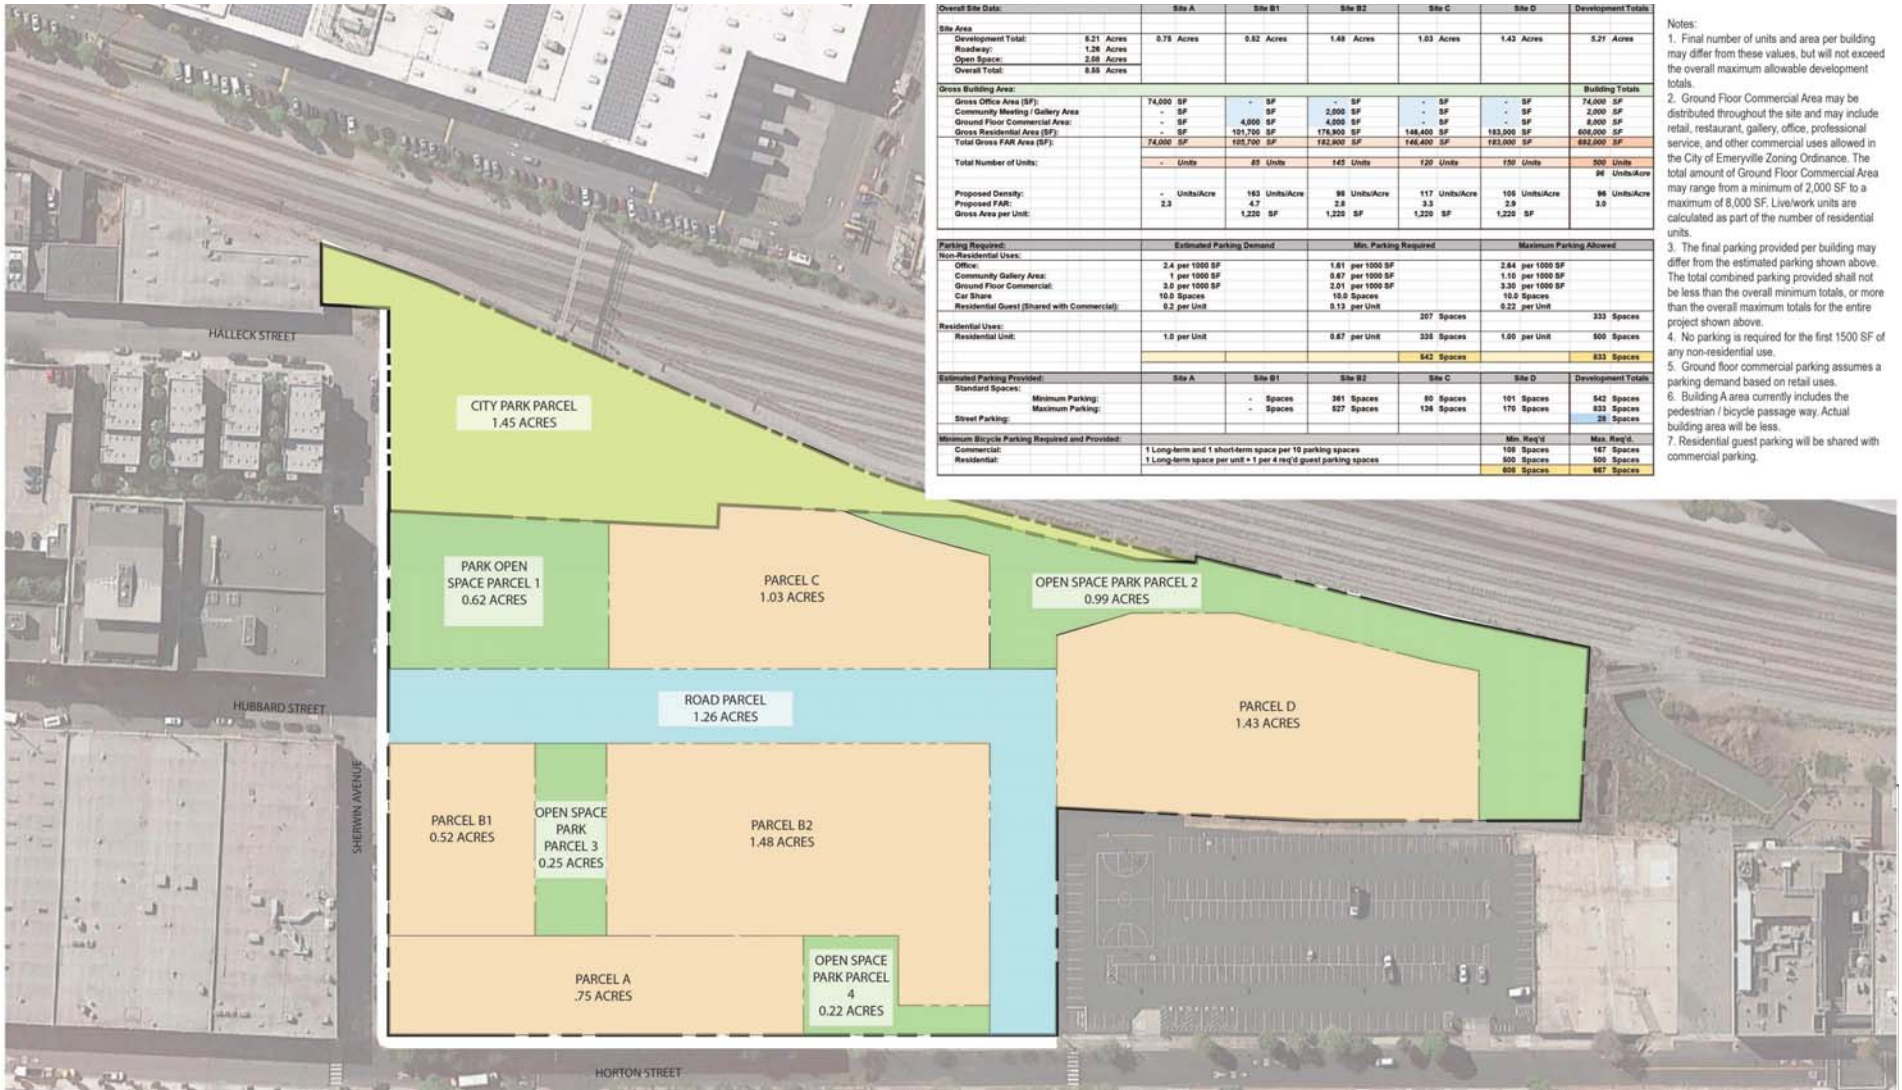 Overall Site Data: Site A Site B1 Site B2 Site C Site D Development Totals
Site Area
Development Total: 5.21 Acres 0.75 Acres 0.52 Acres 1.48 Acres 1.03 Acres 1.43 Acres 5.21 Acres
Roadway: 1.26 Acres
Open Space: 2.08 Acres
Overall Total: 8.55 Acres
Gross Building Area: Building Totals
Gross Office Area (SF): 74,000 SF - SF - SF - SF - SF 74,000 SF
Community Meeting / Gallery Area - SF SF 2,000 SF - SF - SF 2,000 SF
Ground Floor Commercial Area: - SF 4,000 SF 4,000 SF - SF - SF 8,000 SF
Gross Residential Area (SF): - SF 101,700 SF 176,900 SF 146,400 SF 183,000 SF 608,000 SF
Total Gross FAR Area (SF): 74,000 SF 105,700 SF 182,900 SF 146,400 SF 183,000 SF 692,000 SF
Total Number of Units: - Units 85 Units 145 Units 120 Units 150 Units 500 Units
96 Units/Acre
Proposed Density: - Units/Acre 163 Units/Acre 98 Units/Acre 117 Units/Acre 105 Units/Acre 96 Units/Acre
Proposed FAR: 2.3 4.7 2.8 3.3 2.9 3.0
Gross Area per Unit: 1,220 SF 1,220 SF 1,220 SF 1,220 SF
Parking Required: Estimated Parking Demand Min. Parking Required Maximum Parking Allowed
Non-Residential Uses:
Office: 2.4 per 1000 SF 1.61 per 1000 SF 2.64 per 1000 SF
Community Gallery Area: 1 per 1000 SF 0.67 per 1000 SF 1.10 per 1000 SF
Ground Floor Commercial: 3.0 per 1000 SF 2.01 per 1000 SF 3.30 per 1000 SF
Car Share 10.0 Spaces 10.0 Spaces 10.0 Spaces
Residential Guest (Shared with Commercial): 0.2 per Unit 0.13 per Unit 0.22 per Unit
207 Spaces 333 Spaces
Residential Uses:
Residential Unit: 1.0 per Unit 0.67 per Unit 335 Spaces 1.00 per Unit 500 Spaces
542 Spaces 833 Spaces
Estimated Parking Provided: Site A Site B1 Site B2 Site C Site D Development Totals
Standard Spaces:
Minimum Parking: - Spaces 381 Spaces 60 Spaces 101 Spaces 542 Spaces
Maximum Parking: - Spaces 527 Spaces 136 Spaces 170 Spaces 833 Spaces
Street Parking: 28 Spaces
Minimum Bicycle Parking Required and Provided: Min. Req'd Max. Req'd.
Commercial: 1 Long-term and 1 short-term space per 10 parking spaces 108 Spaces 167 Spaces
Residential: 1 Long-term space per unit + 1 per 4 req'd guest parking spaces 500 Spaces 500 Spaces
608 Spaces 667 Spaces
Notes:
1. Final number of units and area per building
may differ from these values, but will not exceed
the overall maximum allowable development
totals.
2. Ground Floor Commercial Area may be
distributed throughout the site and may include
retail, restaurant, gallery, office, professional
service, and other commercial uses allowed in
the City of Emeryville Zoning Ordinance. The
total amount of Ground Floor Commercial Area
may range from a minimum of 2,000 SF to a
maximum of 8,000 SF. Live/work units are
calculated as part of the number of residential
units.
3. The final parking provided per building may
differ from the estimated parking shown above.
The total combined parking provided shall not
be less than the overall minimum totals, or more
than the overall maximum totals for the entire
project shown above.
4. No parking is required for the first 1500 SF of
any non-residential use.
5. Ground floor commercial parking assumes a
parking demand based on retail uses.
6. Building A area currently includes the
pedestrian / bicycle passage way. Actual
building area will be less.
7. Residential guest parking will be shared with
commercial parking.
HALLECK STREET
CITY PARK PARCEL
1.45 ACRES
PARK OPEN
SPACE PARCEL 1
0.62 ACRES
PARCEL C
1.03 ACRES
OPEN SPACE PARK PARCEL 2
0.99 ACRES
HUBBARD STREET
ROAD PARCEL
1.26 ACRES
PARCEL D
1.43 ACRES
SHERWIN AVENUE
PARCEL B1
0.52 ACRES
OPEN SPACE
PARK
PARCEL 3
0.25 ACRES
PARCEL B2
1.48 ACRES
PARCEL A
.75 ACRES
OPEN SPACE
PARK PARCEL
4
0.22 ACRES
HORTON STREET